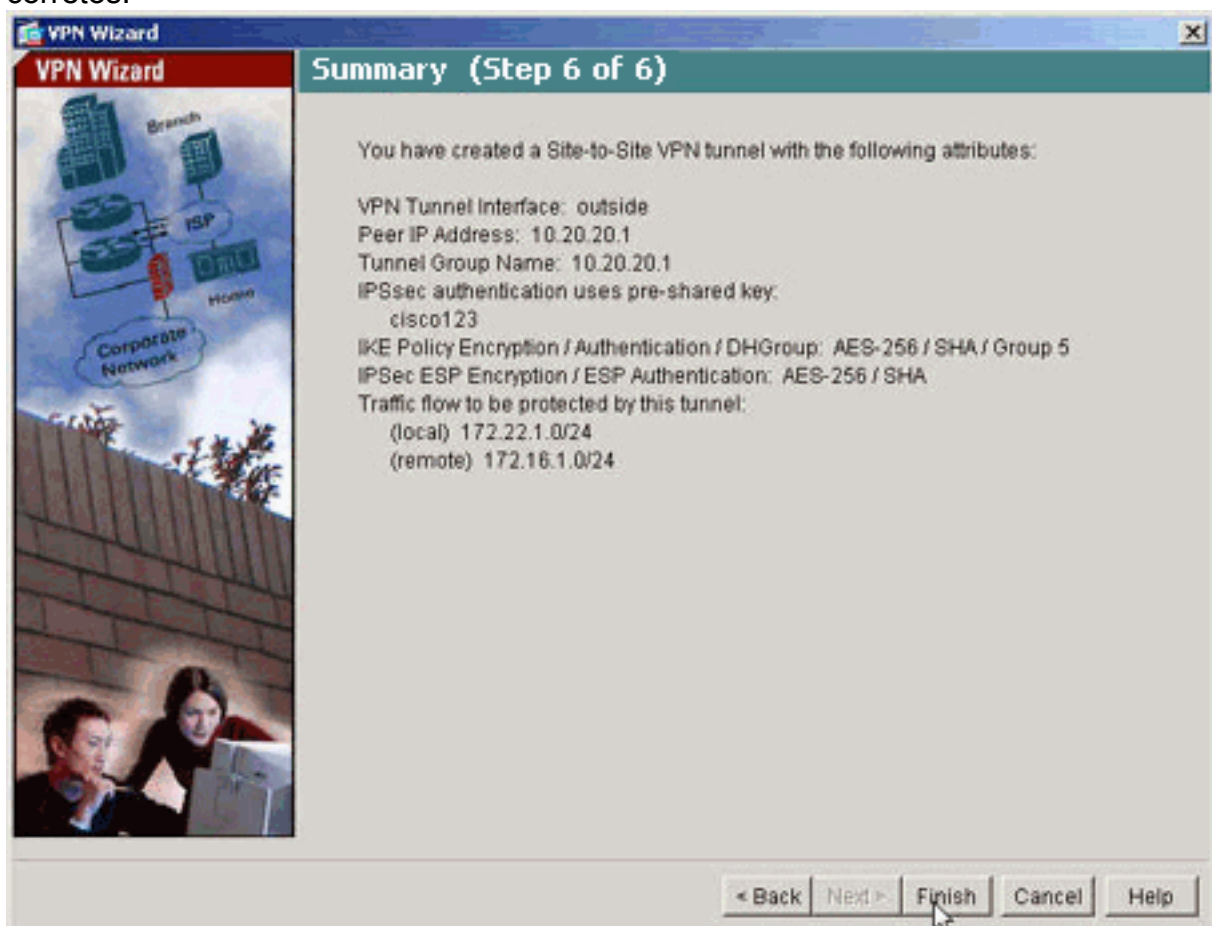 corretos.
VPN Wizard
VPN Wizard
Summary (Step 6 of 6)
Branch
ISP
Home
Corporate
Network
You have created a Site-to-Site VPN tunnel with the following attributes:
VPN Tunnel Interface: outside
Peer IP Address: 10.20.20.1
Tunnel Group Name: 10.20.20.1
IPSsec authentication uses pre-shared key:
cisco123
IKE Policy Encryption / Authentication / DHGroup: AES-256 / SHA / Group 5
IPSec ESP Encryption / ESP Authentication: AES-256 / SHA
Traffic flow to be protected by this tunnel:
(local) 172.22.1.0/24
(remote) 172.16.1.0/24
< Back Next > Finish Cancel Help